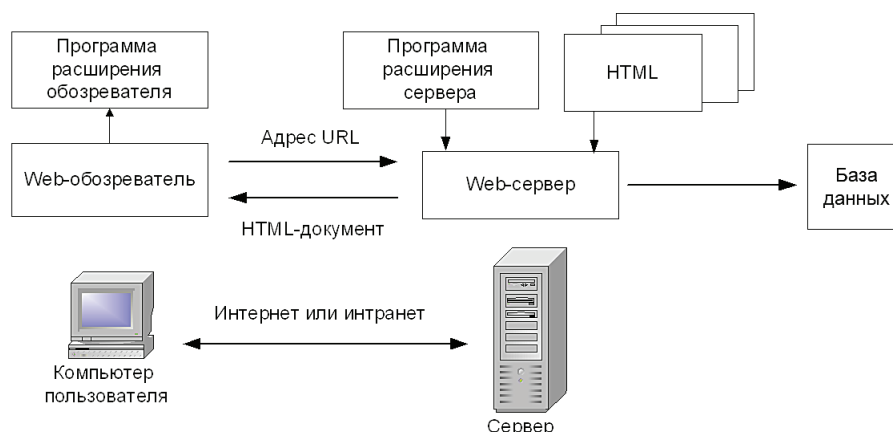 Программа
расширения
обозревателя
Программа
расширения
сервера
HTML
Адрес URL
Web-обозреватель
Web-сервер
База
данных
HTML-документ
Интернет или интранет
Компьютер
пользователя
Сервер